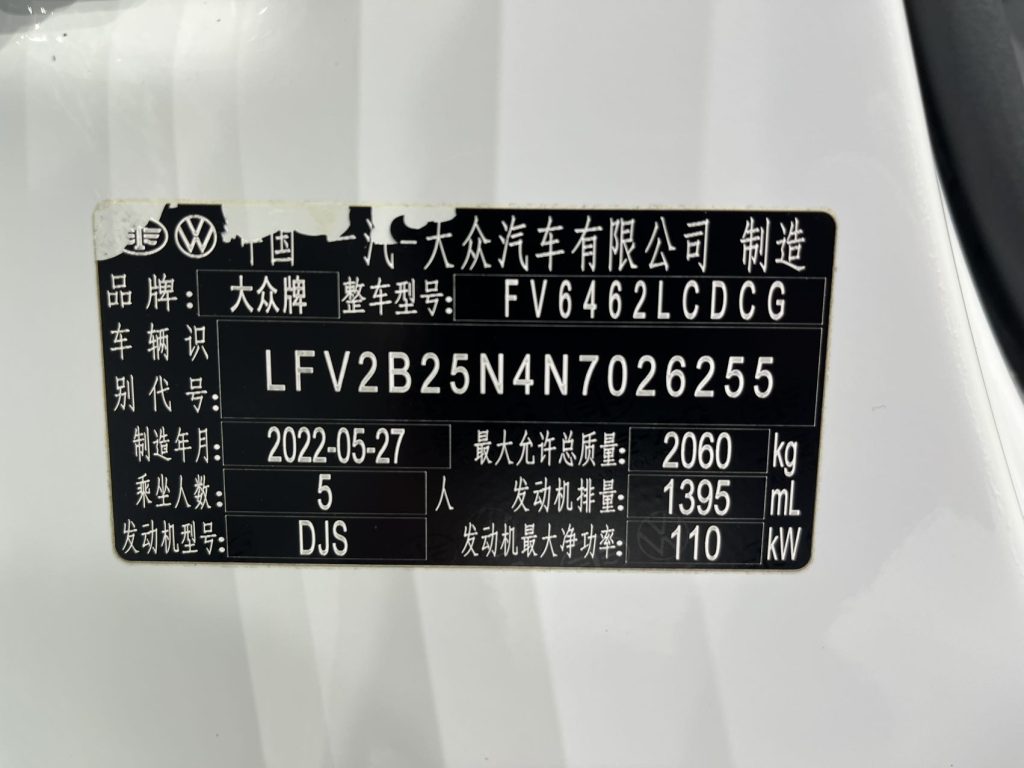 中国 一汽-大众汽车有限公司 制造
品牌: 大众牌 整车型号: FV6462LCDCG
车辆识
别代号: LFV2B25N4N7026255
制造年月: 2022-05-27 最大允许总质量: 2060 kg
乘坐人数: 5 人 发动机排量: 1395 mL
发动机型号: DJS 发动机最大净功率: 110 kW